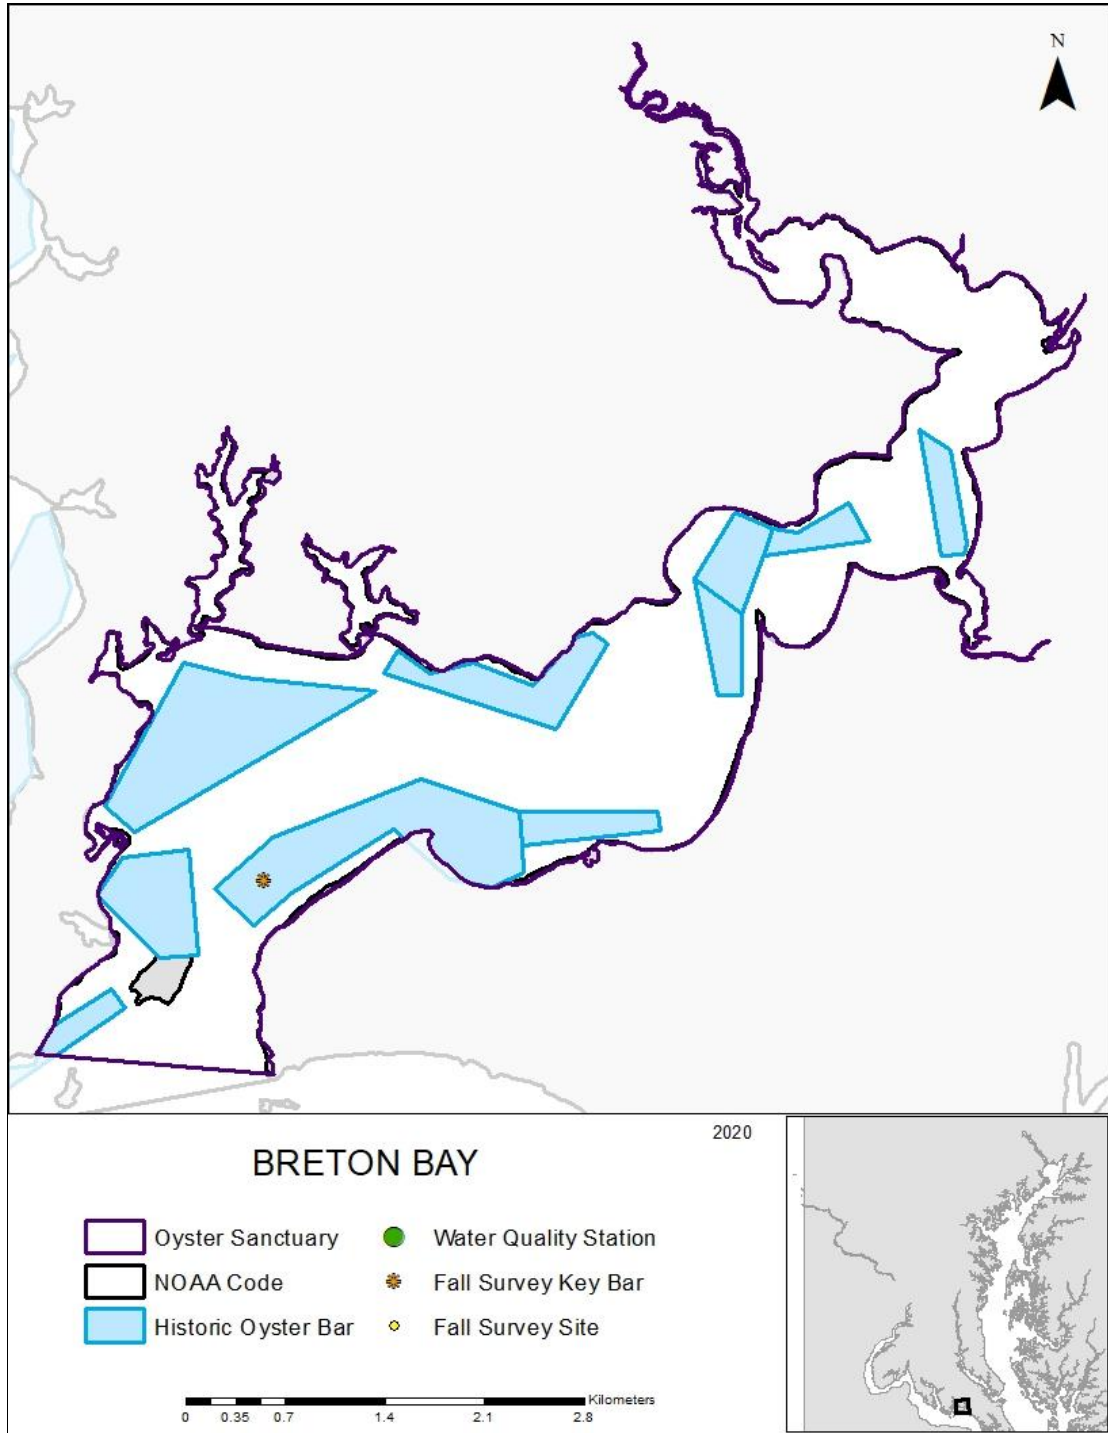 N
2020
BRETON BAY
Oyster Sanctuary
NOAA Code
Historic Oyster Bar
Water Quality Station
Fall Survey Key Bar
Fall Survey Site
Kilometers
0 0.35 0.7 1.4 2.1 2.8